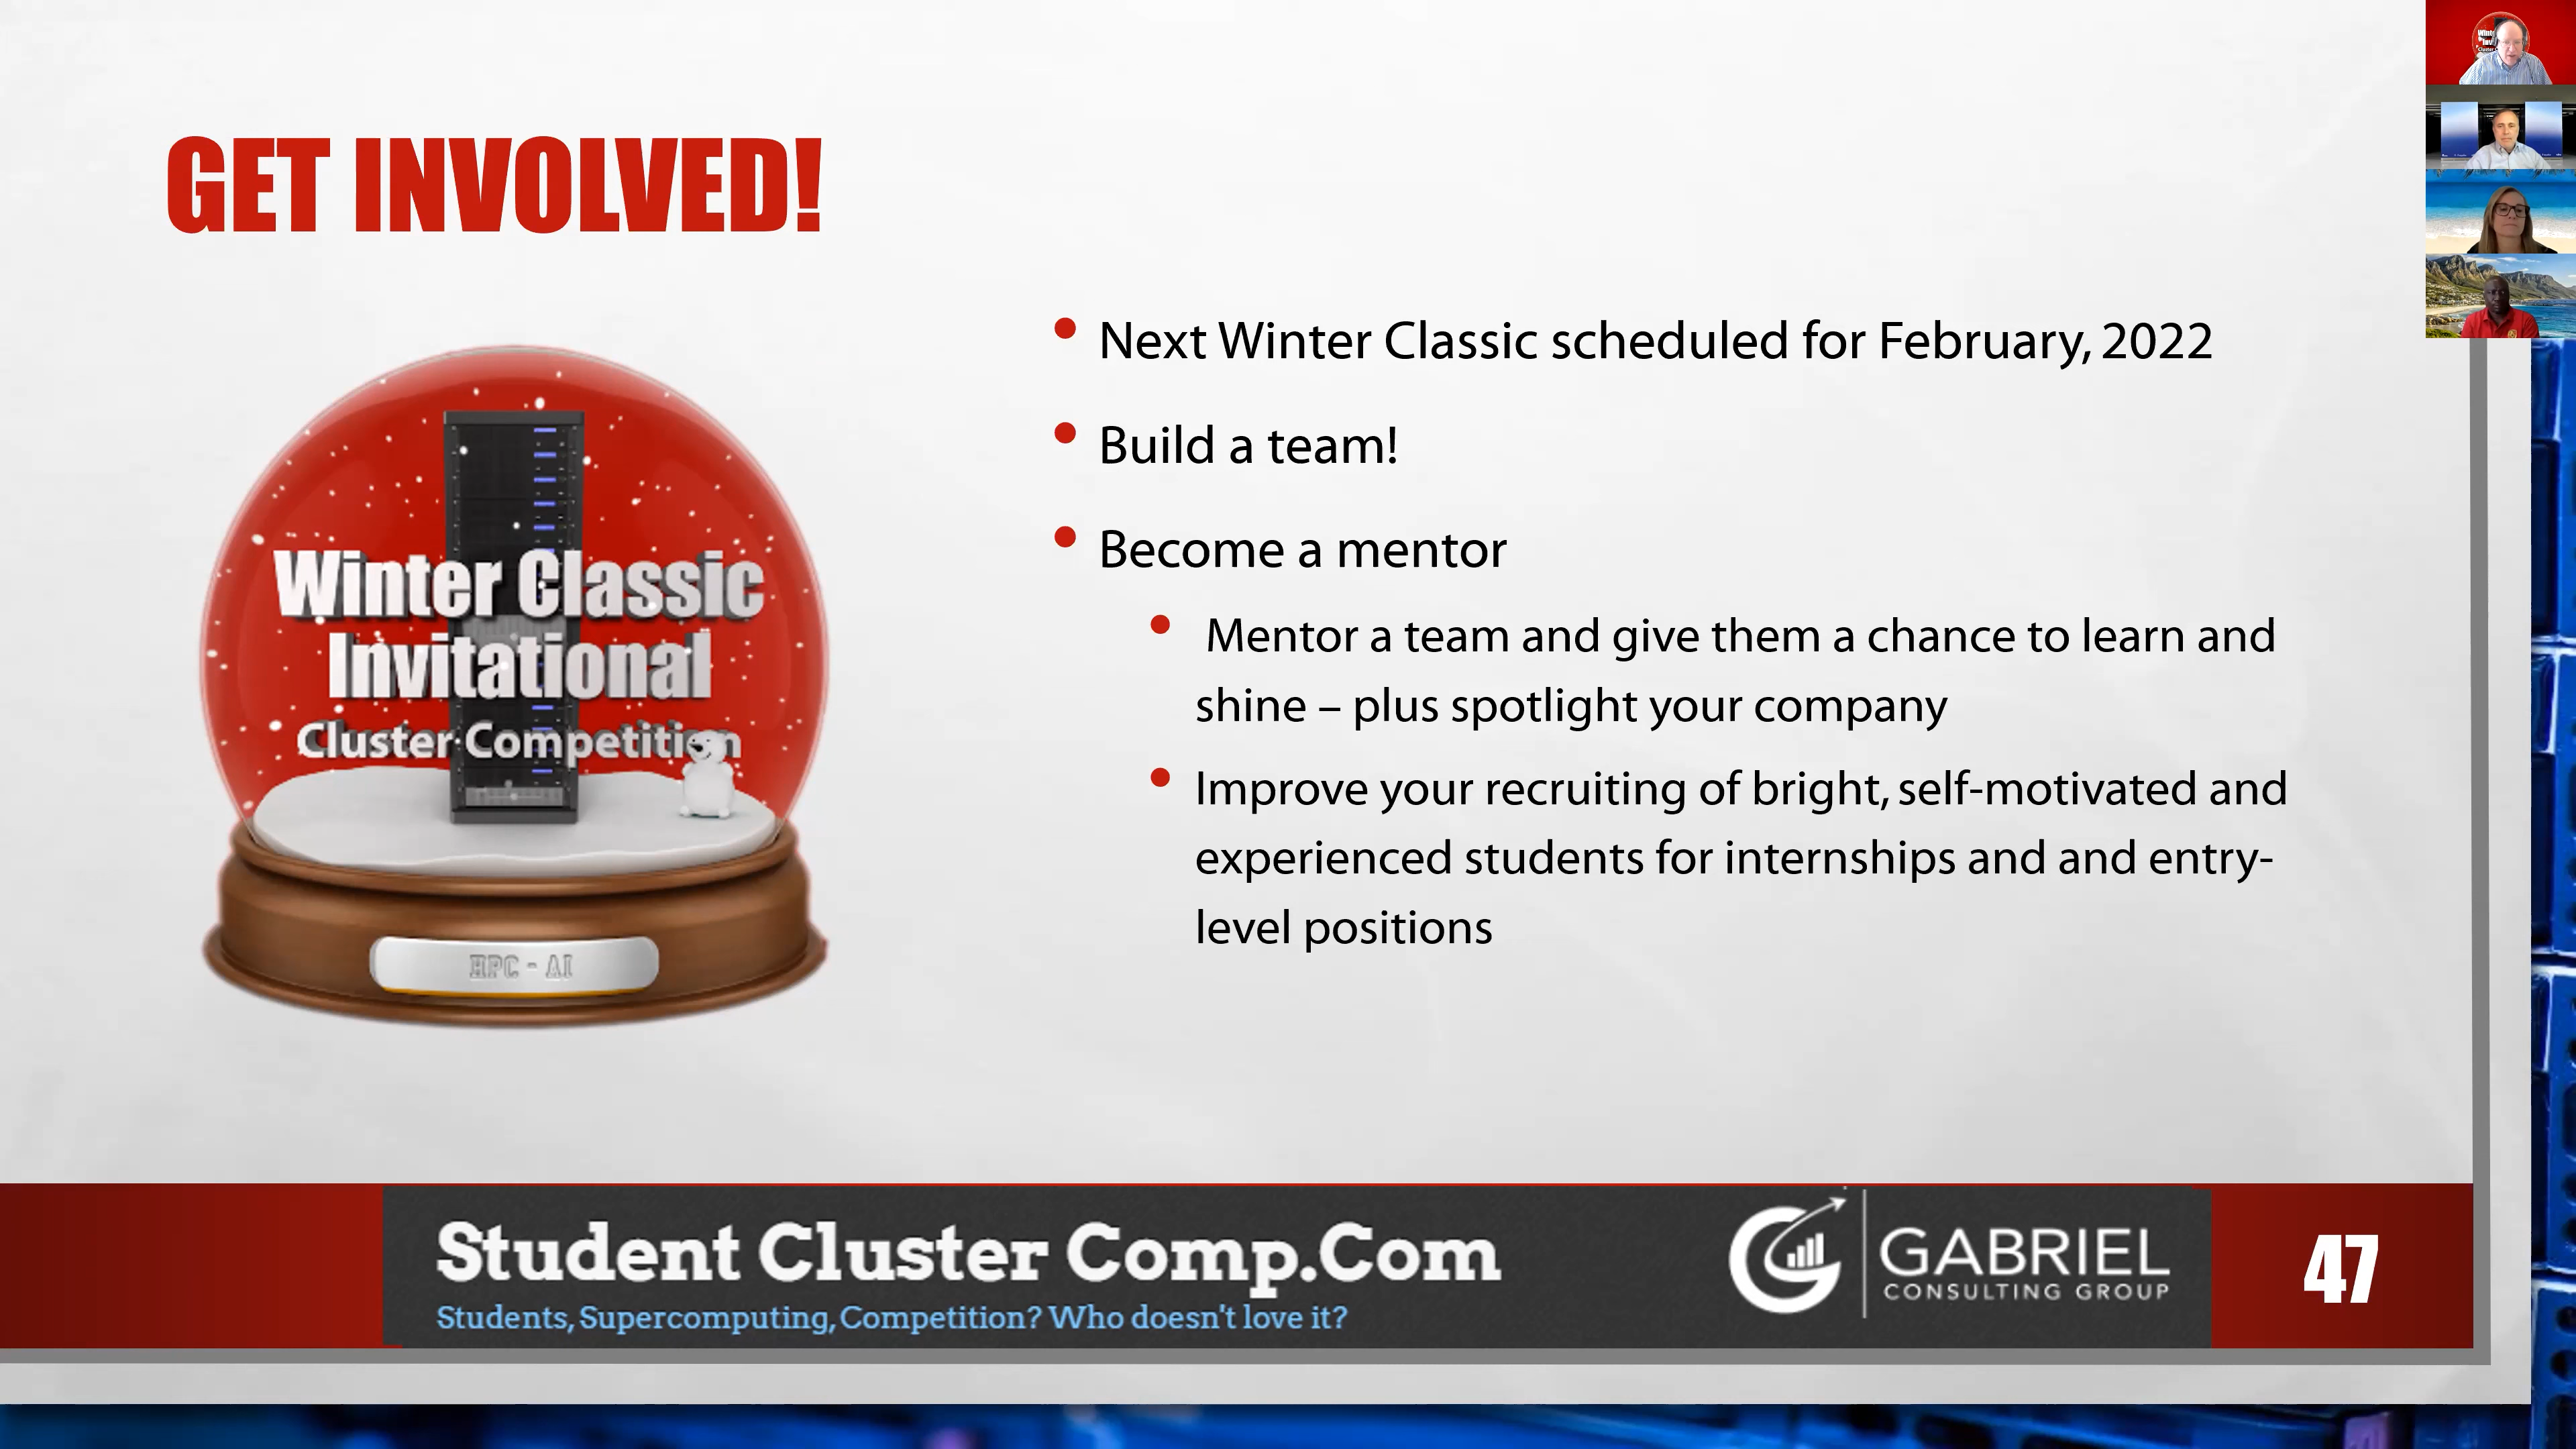 GET INVOLVED!
Next Winter Classic scheduled for February, 2022
Build a team!
Become a mentor
Mentor a team and give them a chance to learn and
shine – plus spotlight your company
Improve your recruiting of bright, self-motivated and
experienced students for internships and and entry-
level positions
Winter Classic
Invitational
Cluster Competition
HPC - AI
Student Cluster Comp.Com
Students, Supercomputing, Competition? Who doesn't love it?
GABRIEL
CONSULTING GROUP
47